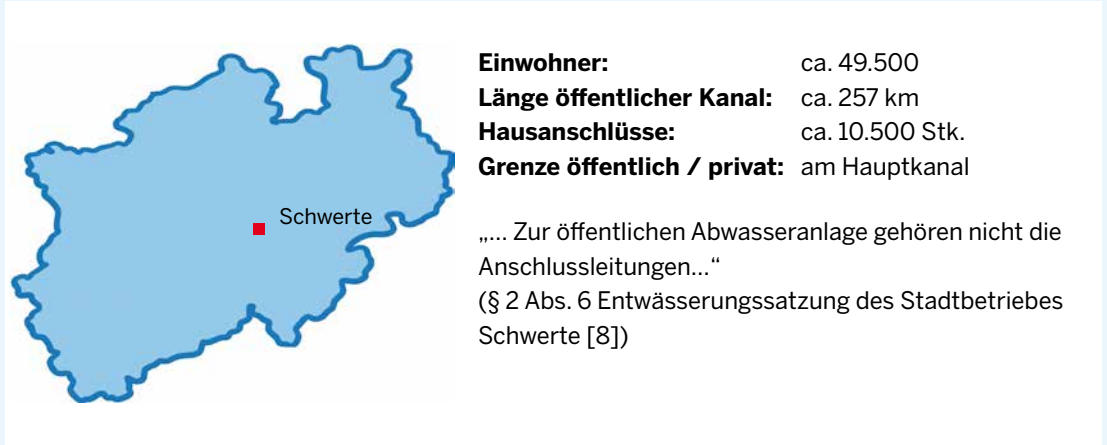 Schwerte
Einwohner: ca. 49.500
Länge öffentlicher Kanal: ca. 257 km
Hausanschlüsse: ca. 10.500 Stk.
Grenze öffentlich / privat: am Hauptkanal
„... Zur öffentlichen Abwasseranlage gehören nicht die
Anschlussleitungen...“
(§ 2 Abs. 6 Entwässerungssatzung des Stadtbetriebes
Schwerte [8])